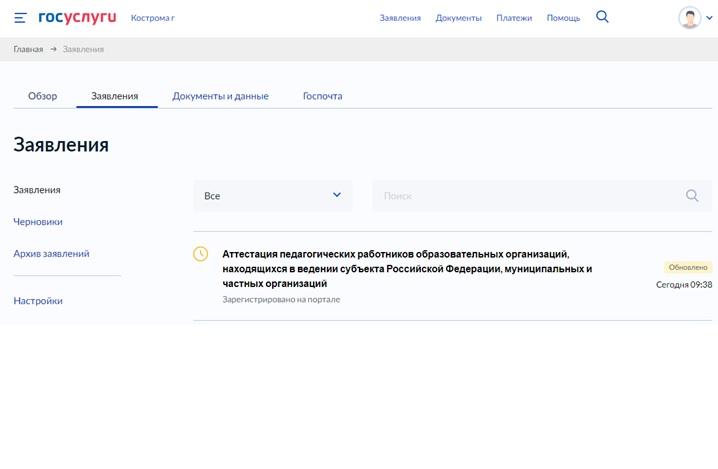 госуслуги Кострома г Заявления Документы Платежи Помощь
Главная → Заявления
Обзор Заявления Документы и данные Госпочта
Заявления
Заявления
Все Поиск
Черновики
Архив заявлений
Настройки
Аттестация педагогических работников образовательных организаций,
находящихся в ведении субъекта Российской Федерации, муниципальных и
частных организаций
Зарегистрировано на портале
Обновлено
Сегодня 09:38